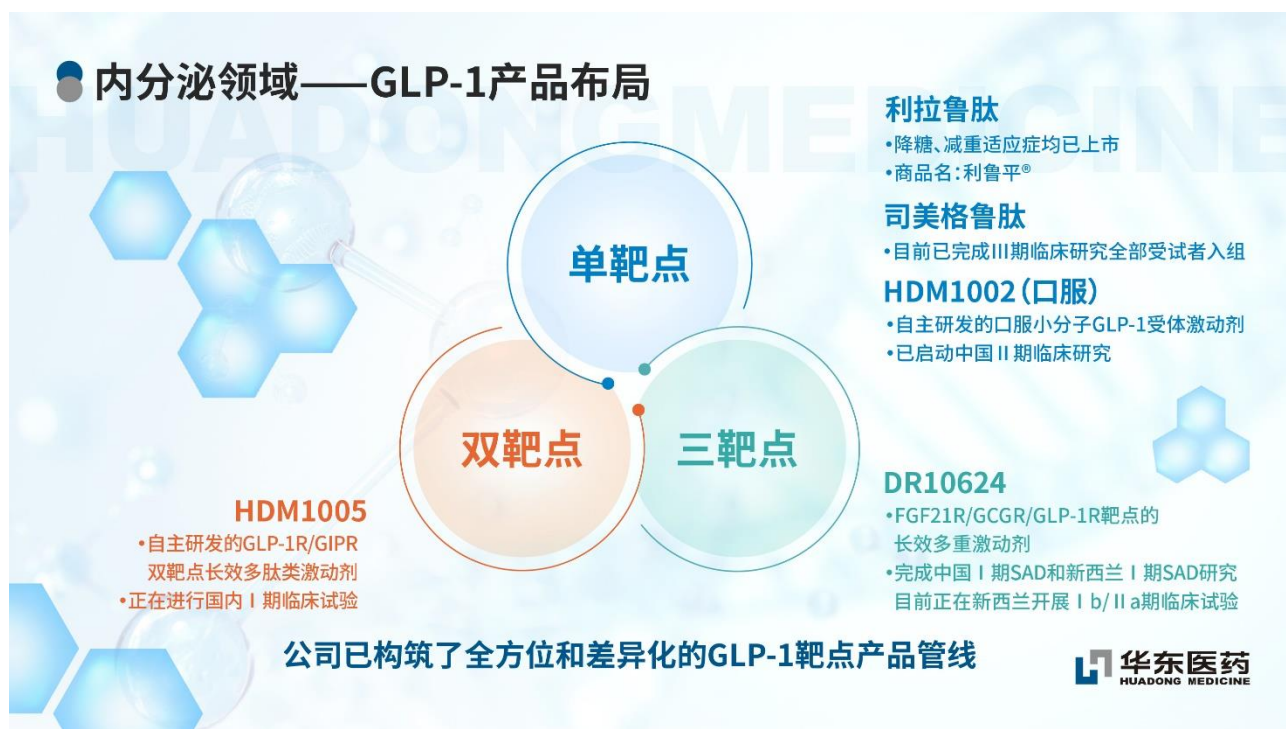 内分泌领域——GLP-1产品布局
HUADONG MEDICINE
利拉鲁肽
•降糖、减重适应症均已上市
•商品名：利鲁平®
司美格鲁肽
•目前已完成III期临床研究全部受试者入组
HDM1002（口服）
•自主研发的口服小分子GLP-1受体激动剂
•已启动中国Ⅱ期临床研究
单靶点
双靶点
三靶点
HDM1005
•自主研发的GLP-1R/GIPR
双靶点长效多肽类激动剂
•正在进行国内Ⅰ期临床试验
DR10624
•FGF21R/GCGR/GLP-1R靶点的
长效多重激动剂
•完成中国Ⅰ期SAD和新西兰Ⅰ期SAD研究
目前正在新西兰开展Ⅰb/Ⅱa期临床试验
公司已构筑了全方位和差异化的GLP-1靶点产品管线
华东医药
HUADONG MEDICINE